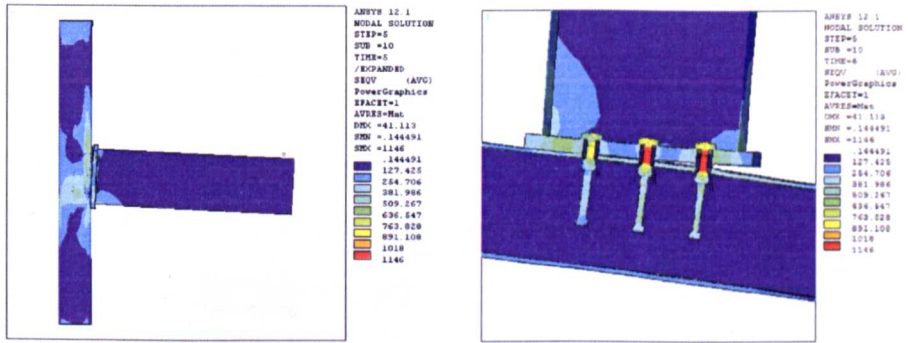 ANSYS 12.1
NODAL SOLUTION
STEP=5
SUB =10
TIME=5
/EXPANDED
SEQV (AVG)
PowerGraphics
EFACET=1
AVRES=Mat
DMX =41.113
SMN =.144491
SMX =1146
.144491
127.425
254.706
381.986
509.267
636.547
763.828
891.108
1018
1146
ANSYS 12.1
NODAL SOLUTION
STEP=5
SUB =10
TIME=5
SEQV (AVG)
PowerGraphics
EFACET=1
AVRES=Mat
DMX =41.113
SMN =.144491
SMX =1146
.144491
127.425
254.706
381.986
509.267
636.547
763.828
891.108
1018
1146